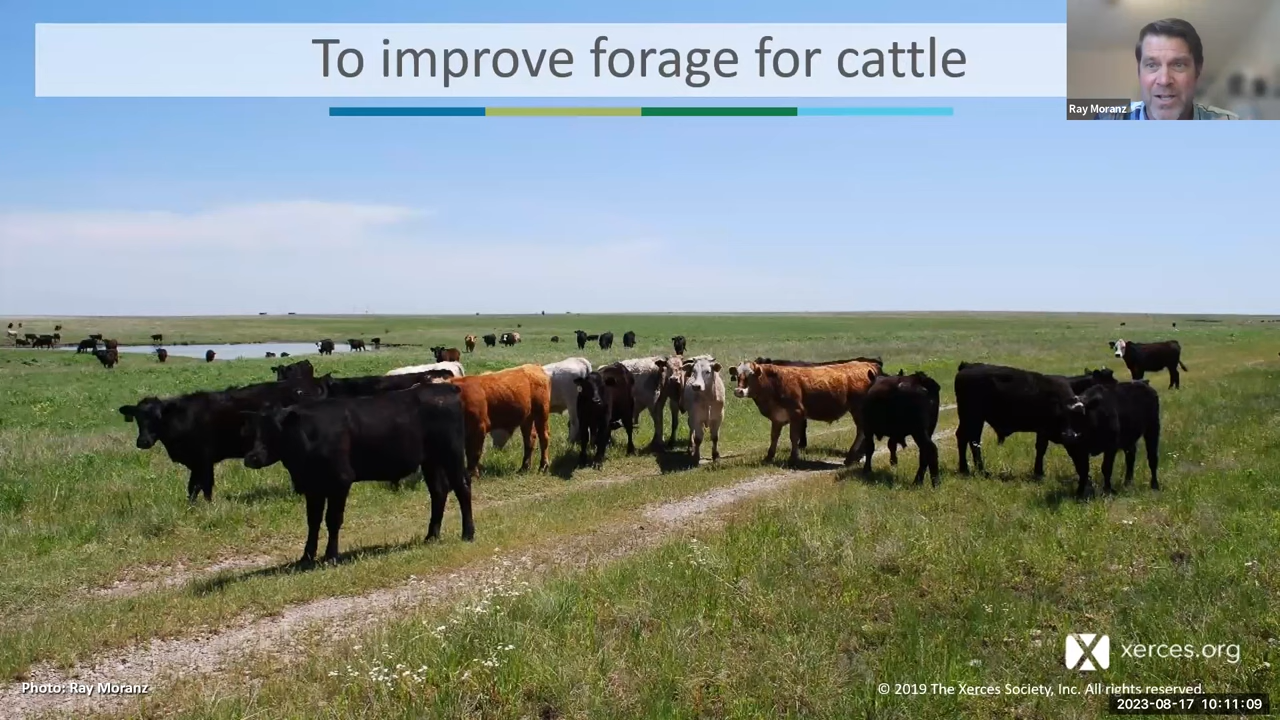 To improve forage for cattle
Ray Moranz
xerces.org
Photo: Ray Moranz
© 2019 The Xerces Society, Inc. All rights reserved.
2023-08-17 10:11:09